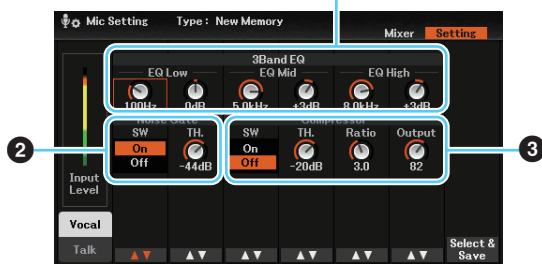 Mic Setting Type : New Memory
Mixer Setting
3Band EQ
EQ Low EQ Mid EQ High
100Hz 0dB 5.0kHz +3dB 8.0kHz +3dB
Noise Gate Compressor
SW TH. SW TH. Ratio Output
On On
Off Off
-44dB -20dB 3.0 82
2 3
Input
Level
Vocal
Talk
Select &
Save